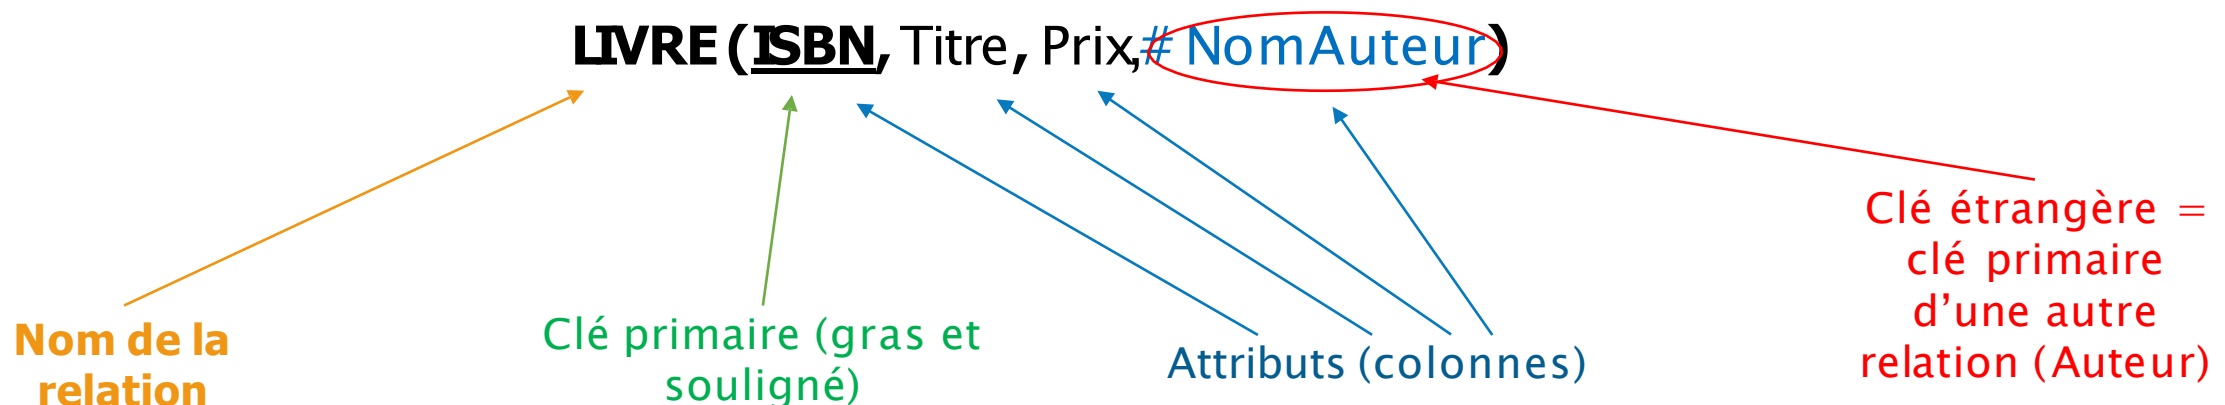 LIVRE (ISBN, Titre, Prix,# NomAuteur)
Nom de la
relation
Clé primaire (gras et
souligné)
Attributs (colonnes)
Clé étrangère =
clé primaire
d’une autre
relation (Auteur)